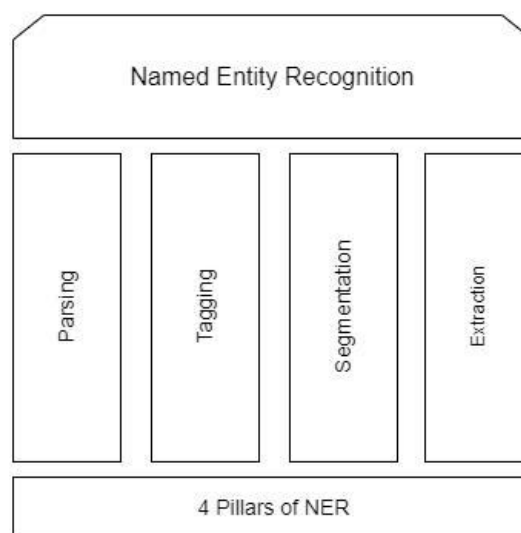 Named Entity Recognition
Parsing
Tagging
Segmentation
Extraction
4 Pillars of NER